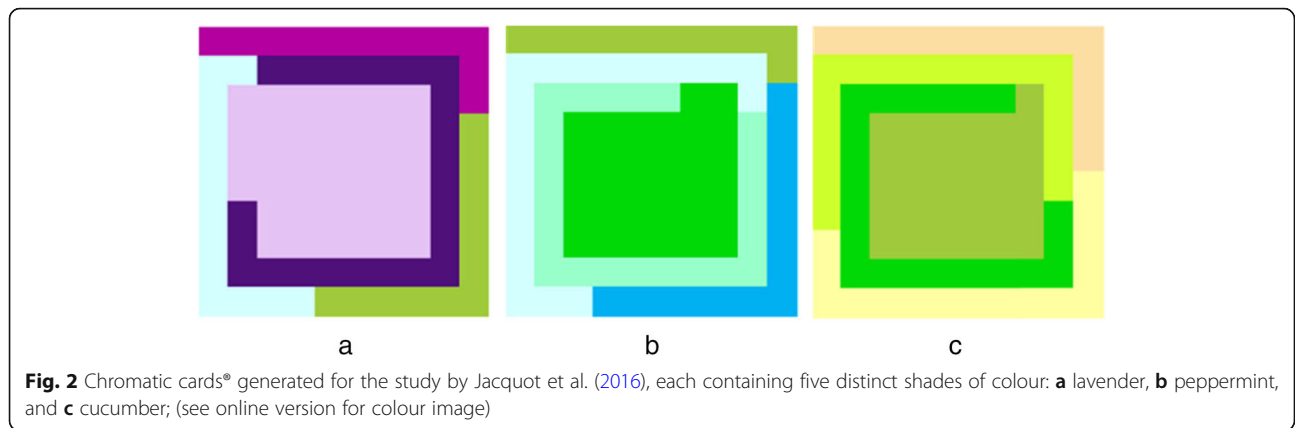 a b c
Fig. 2 Chromatic cards® generated for the study by Jacquot et al. (2016), each containing five distinct shades of colour: a lavender, b peppermint,
and c cucumber; (see online version for colour image)